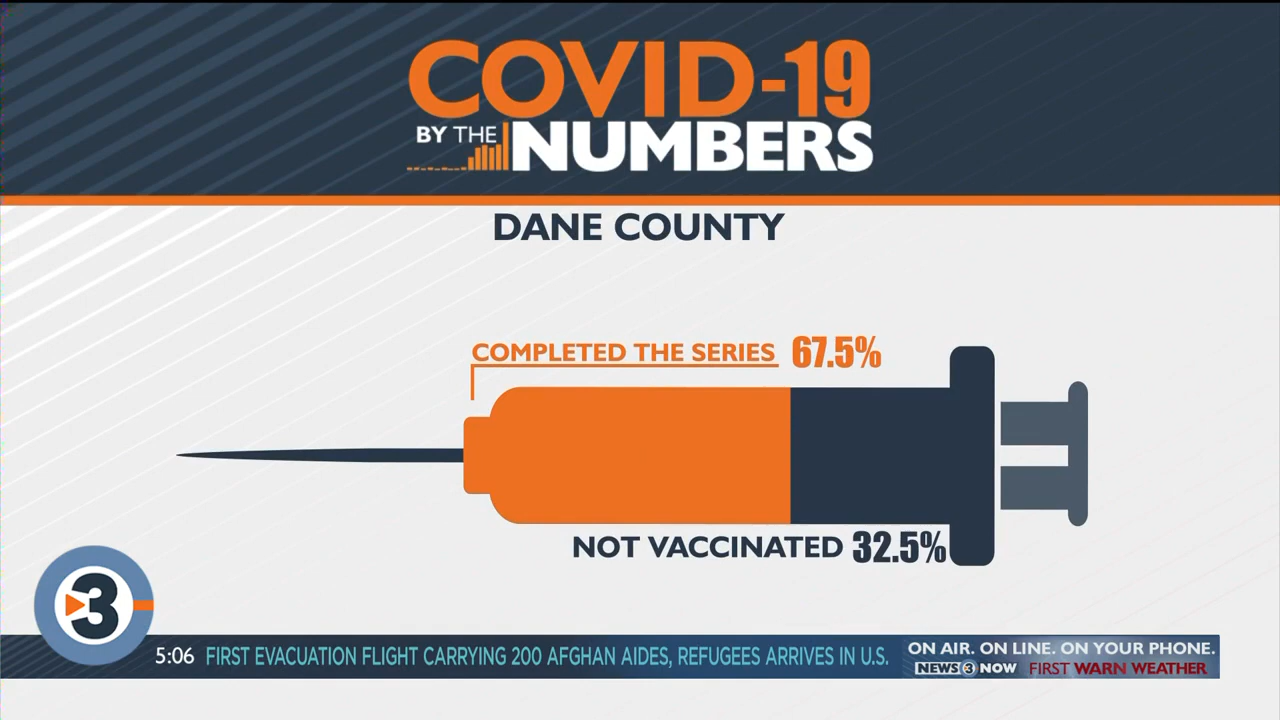 COVID-19
BY THE NUMBERS
DANE COUNTY
COMPLETED THE SERIES 67.5%
NOT VACCINATED 32.5%
3
5:06 FIRST EVACUATION FLIGHT CARRYING 200 AFGHAN AIDES, REFUGEES ARRIVES IN U.S.
ON AIR. ON LINE. ON YOUR PHONE.
NEWS 3 NOW FIRST WARN WEATHER